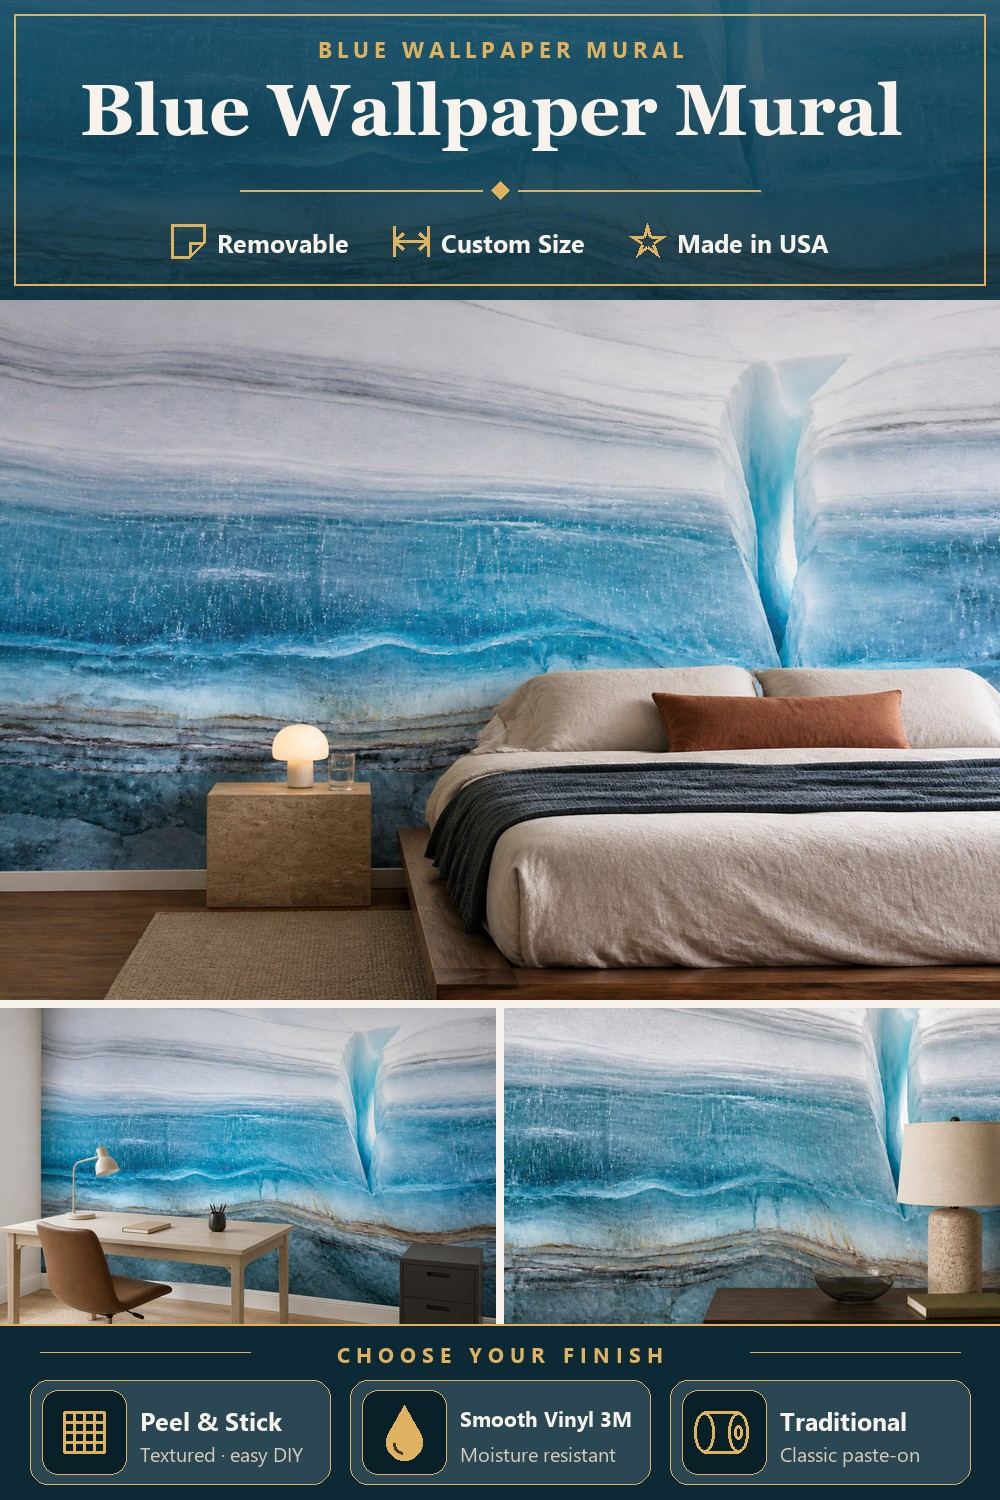 BLUE WALLPAPER MURAL
Blue Wallpaper Mural
Removable
Custom Size
Made in USA
CHOOSE YOUR FINISH
Peel & Stick
Textured · easy DIY
Smooth Vinyl 3M
Moisture resistant
Traditional
Classic paste-on